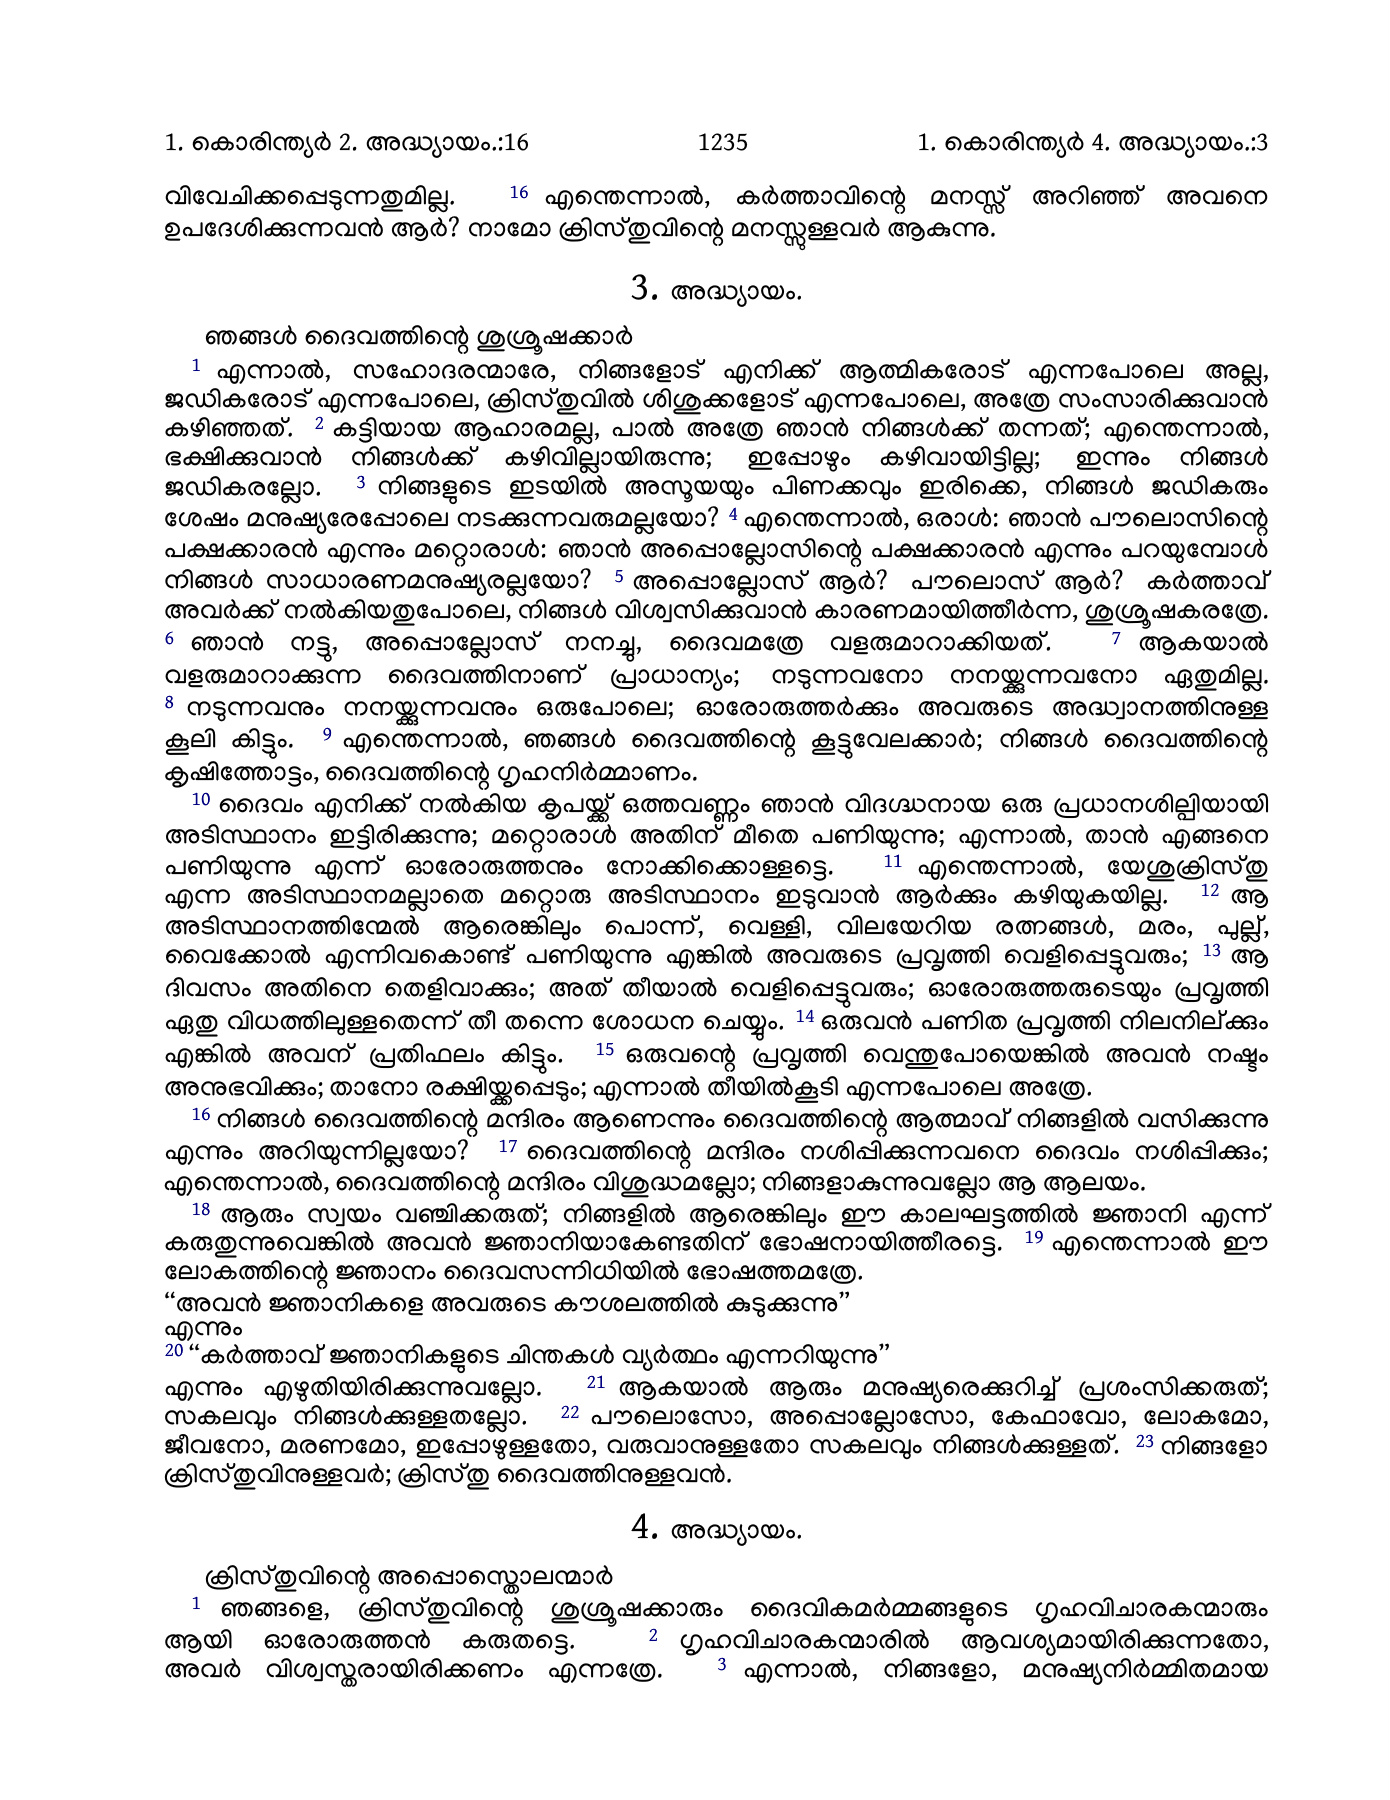 1. കൊരിന്ത്യർ 2. അദ്ധ്യായം.:16 1235 1. കൊരിന്ത്യർ 4. അദ്ധ്യായം.:3
വിവേചിക്കപ്പെടുന്നതുമില്ല. 16 എന്തെന്നാൽ, കർത്താവിന്റെ മനസ്സ് അറിഞ്ഞ് അവനെ
ഉപദേശിക്കുന്നവൻ ആർ? നാമോ ക്രിസ്തുവിന്റെ മനസ്സുള്ളവർ ആകുന്നു.
3. അദ്ധ്യായം.
ഞങ്ങൾ ദൈവത്തിന്റെ ശുശ്രൂഷക്കാർ
1 എന്നാൽ, സഹോദരന്മാരേ, നിങ്ങളോട് എനിക്ക് ആത്മികരോട് എന്നപോലെ അല്ല,
ജഡികരോട് എന്നപോലെ, ക്രിസ്തുവിൽ ശിശുക്കളോട് എന്നപോലെ, അത്രേ സംസാരിക്കുവാൻ
കഴിഞ്ഞത്. 2 കട്ടിയായ ആഹാരമല്ല, പാൽ അത്രേ ഞാൻ നിങ്ങൾക്ക് തന്നത്; എന്തെന്നാൽ,
ഭക്ഷിക്കുവാൻ നിങ്ങൾക്ക് കഴിവില്ലായിരുന്നു; ഇപ്പോഴും കഴിവായിട്ടില്ല; ഇന്നും നിങ്ങൾ
ജഡികരല്ലോ. 3 നിങ്ങളുടെ ഇടയിൽ അസൂയയും പിണക്കവും ഇരിക്കെ, നിങ്ങൾ ജഡികരും
ശേഷം മനുഷ്യരേപ്പോലെ നടക്കുന്നവരുമല്ലയോ? 4 എന്തെന്നാൽ, ഒരാൾ: ഞാൻ പൗലൊസിന്റെ
പക്ഷക്കാരൻ എന്നും മറ്റൊരാൾ: ഞാൻ അപ്പൊല്ലോസിന്റെ പക്ഷക്കാരൻ എന്നും പറയുമ്പോൾ
നിങ്ങൾ സാധാരണമനുഷ്യരല്ലയോ? 5 അപ്പൊല്ലോസ് ആർ? പൗലൊസ് ആർ? കർത്താവ്
അവർക്ക് നൽകിയതുപോലെ, നിങ്ങൾ വിശ്വസിക്കുവാൻ കാരണമായിത്തീർന്ന, ശുശ്രൂഷകരത്രേ.
6 ഞാൻ നട്ടു, അപ്പൊല്ലോസ് നനച്ചു, ദൈവമത്രേ വളരുമാറാക്കിയത്. 7 ആകയാൽ
വളരുമാറാക്കുന്ന ദൈവത്തിനാണ് പ്രാധാന്യം; നടുന്നവനോ നനയ്ക്കുന്നവനോ ഏതുമില്ല.
8 നടുന്നവനും നനയ്ക്കുന്നവനും ഒരുപോലെ; ഓരോരുത്തർക്കും അവരുടെ അദ്ധ്വാനത്തിനുള്ള
കൂലി കിട്ടും. 9 എന്തെന്നാൽ, ഞങ്ങൾ ദൈവത്തിന്റെ കൂട്ടുവേലക്കാർ; നിങ്ങൾ ദൈവത്തിന്റെ
കൃഷിത്തോട്ടം, ദൈവത്തിന്റെ ഗൃഹനിർമ്മാണം.
10 ദൈവം എനിക്ക് നൽകിയ കൃപയ്ക്ക് ഒത്തവണ്ണം ഞാൻ വിദഗ്ദ്ധനായ ഒരു പ്രധാനശില്പിയായി
അടിസ്ഥാനം ഇട്ടിരിക്കുന്നു; മറ്റൊരാൾ അതിന് മീതെ പണിയുന്നു; എന്നാൽ, താൻ എങ്ങനെ
പണിയുന്നു എന്ന് ഓരോരുത്തനും നോക്കിക്കൊള്ളട്ടെ. 11 എന്തെന്നാൽ, യേശുക്രിസ്തു
എന്ന അടിസ്ഥാനമല്ലാതെ മറ്റൊരു അടിസ്ഥാനം ഇടുവാൻ ആർക്കും കഴിയുകയില്ല. 12 ആ
അടിസ്ഥാനത്തിന്മേൽ ആരെങ്കിലും പൊന്ന്, വെള്ളി, വിലയേറിയ രത്നങ്ങൾ, മരം, പുല്ല്,
വൈക്കോൽ എന്നിവകൊണ്ട് പണിയുന്നു എങ്കിൽ അവരുടെ പ്രവൃത്തി വെളിപ്പെട്ടുവരും; 13 ആ
ദിവസം അതിനെ തെളിവാക്കും; അത് തീയാൽ വെളിപ്പെട്ടുവരും; ഓരോരുത്തരുടെയും പ്രവൃത്തി
ഏതു വിധത്തിലുള്ളതെന്ന് തീ തന്നെ ശോധന ചെയ്യും. 14 ഒരുവൻ പണിത പ്രവൃത്തി നിലനില്ക്കും
എങ്കിൽ അവന് പ്രതിഫലം കിട്ടും. 15 ഒരുവന്റെ പ്രവൃത്തി വെന്തുപോയെങ്കിൽ അവൻ നഷ്ടം
അനുഭവിക്കും; താനോ രക്ഷിയ്ക്കപ്പെടും; എന്നാൽ തീയിൽകൂടി എന്നപോലെ അത്രേ.
16 നിങ്ങൾ ദൈവത്തിന്റെ മന്ദിരം ആണെന്നും ദൈവത്തിന്റെ ആത്മാവ് നിങ്ങളിൽ വസിക്കുന്നു
എന്നും അറിയുന്നില്ലയോ? 17 ദൈവത്തിന്റെ മന്ദിരം നശിപ്പിക്കുന്നവനെ ദൈവം നശിപ്പിക്കും;
എന്തെന്നാൽ, ദൈവത്തിന്റെ മന്ദിരം വിശുദ്ധമല്ലോ; നിങ്ങളാകുന്നുവല്ലോ ആ ആലയം.
18 ആരും സ്വയം വഞ്ചിക്കരുത്; നിങ്ങളിൽ ആരെങ്കിലും ഈ കാലഘട്ടത്തിൽ ജ്ഞാനി എന്ന്
കരുതുന്നുവെങ്കിൽ അവൻ ജ്ഞാനിയാകേണ്ടതിന് ഭോഷനായിത്തീരട്ടെ. 19 എന്തെന്നാൽ ഈ
ലോകത്തിന്റെ ജ്ഞാനം ദൈവസന്നിധിയിൽ ഭോഷത്തമത്രേ.
“അവൻ ജ്ഞാനികളെ അവരുടെ കൗശലത്തിൽ കുടുക്കുന്നു”
എന്നും
20 “കർത്താവ് ജ്ഞാനികളുടെ ചിന്തകൾ വ്യർത്ഥം എന്നറിയുന്നു”
എന്നും എഴുതിയിരിക്കുന്നുവല്ലോ. 21 ആകയാൽ ആരും മനുഷ്യരെക്കുറിച്ച് പ്രശംസിക്കരുത്;
സകലവും നിങ്ങൾക്കുള്ളതല്ലോ. 22 പൗലൊസോ, അപ്പൊല്ലോസോ, കേഫാവോ, ലോകമോ,
ജീവനോ, മരണമോ, ഇപ്പോഴുള്ളതോ, വരുവാനുള്ളതോ സകലവും നിങ്ങൾക്കുള്ളത്. 23 നിങ്ങളോ
ക്രിസ്തുവിനുള്ളവർ; ക്രിസ്തു ദൈവത്തിനുള്ളവൻ.
4. അദ്ധ്യായം.
ക്രിസ്തുവിന്റെ അപ്പൊസ്തൊലന്മാർ
1 ഞങ്ങളെ, ക്രിസ്തുവിന്റെ ശുശ്രൂഷക്കാരും ദൈവികമർമ്മങ്ങളുടെ ഗൃഹവിചാരകന്മാരും
ആയി ഓരോരുത്തൻ കരുതട്ടെ. 2 ഗൃഹവിചാരകന്മാരിൽ ആവശ്യമായിരിക്കുന്നതോ,
അവർ വിശ്വസ്തരായിരിക്കണം എന്നത്രേ. 3 എന്നാൽ, നിങ്ങളോ, മനുഷ്യനിർമ്മിതമായ